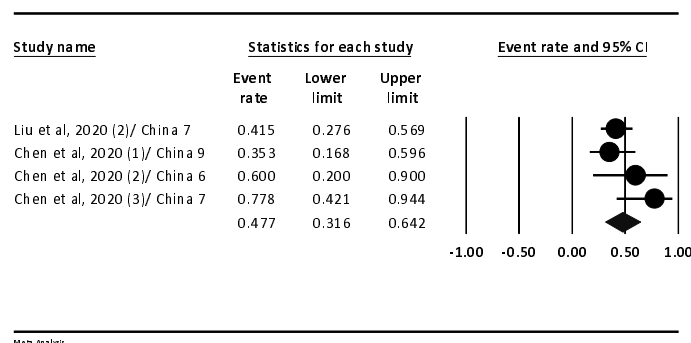 Study name Statistics for each study Event rate and 95% CI
Event Lower Upper
rate limit limit
Liu et al, 2020 (2)/ China 7 0.415 0.276 0.569
Chen et al, 2020 (1)/ China 9 0.353 0.168 0.596
Chen et al, 2020 (2)/ China 6 0.600 0.200 0.900
Chen et al, 2020 (3)/ China 7 0.778 0.421 0.944
0.477 0.316 0.642
-1.00 -0.50 0.00 0.50 1.00
Meta Analysis